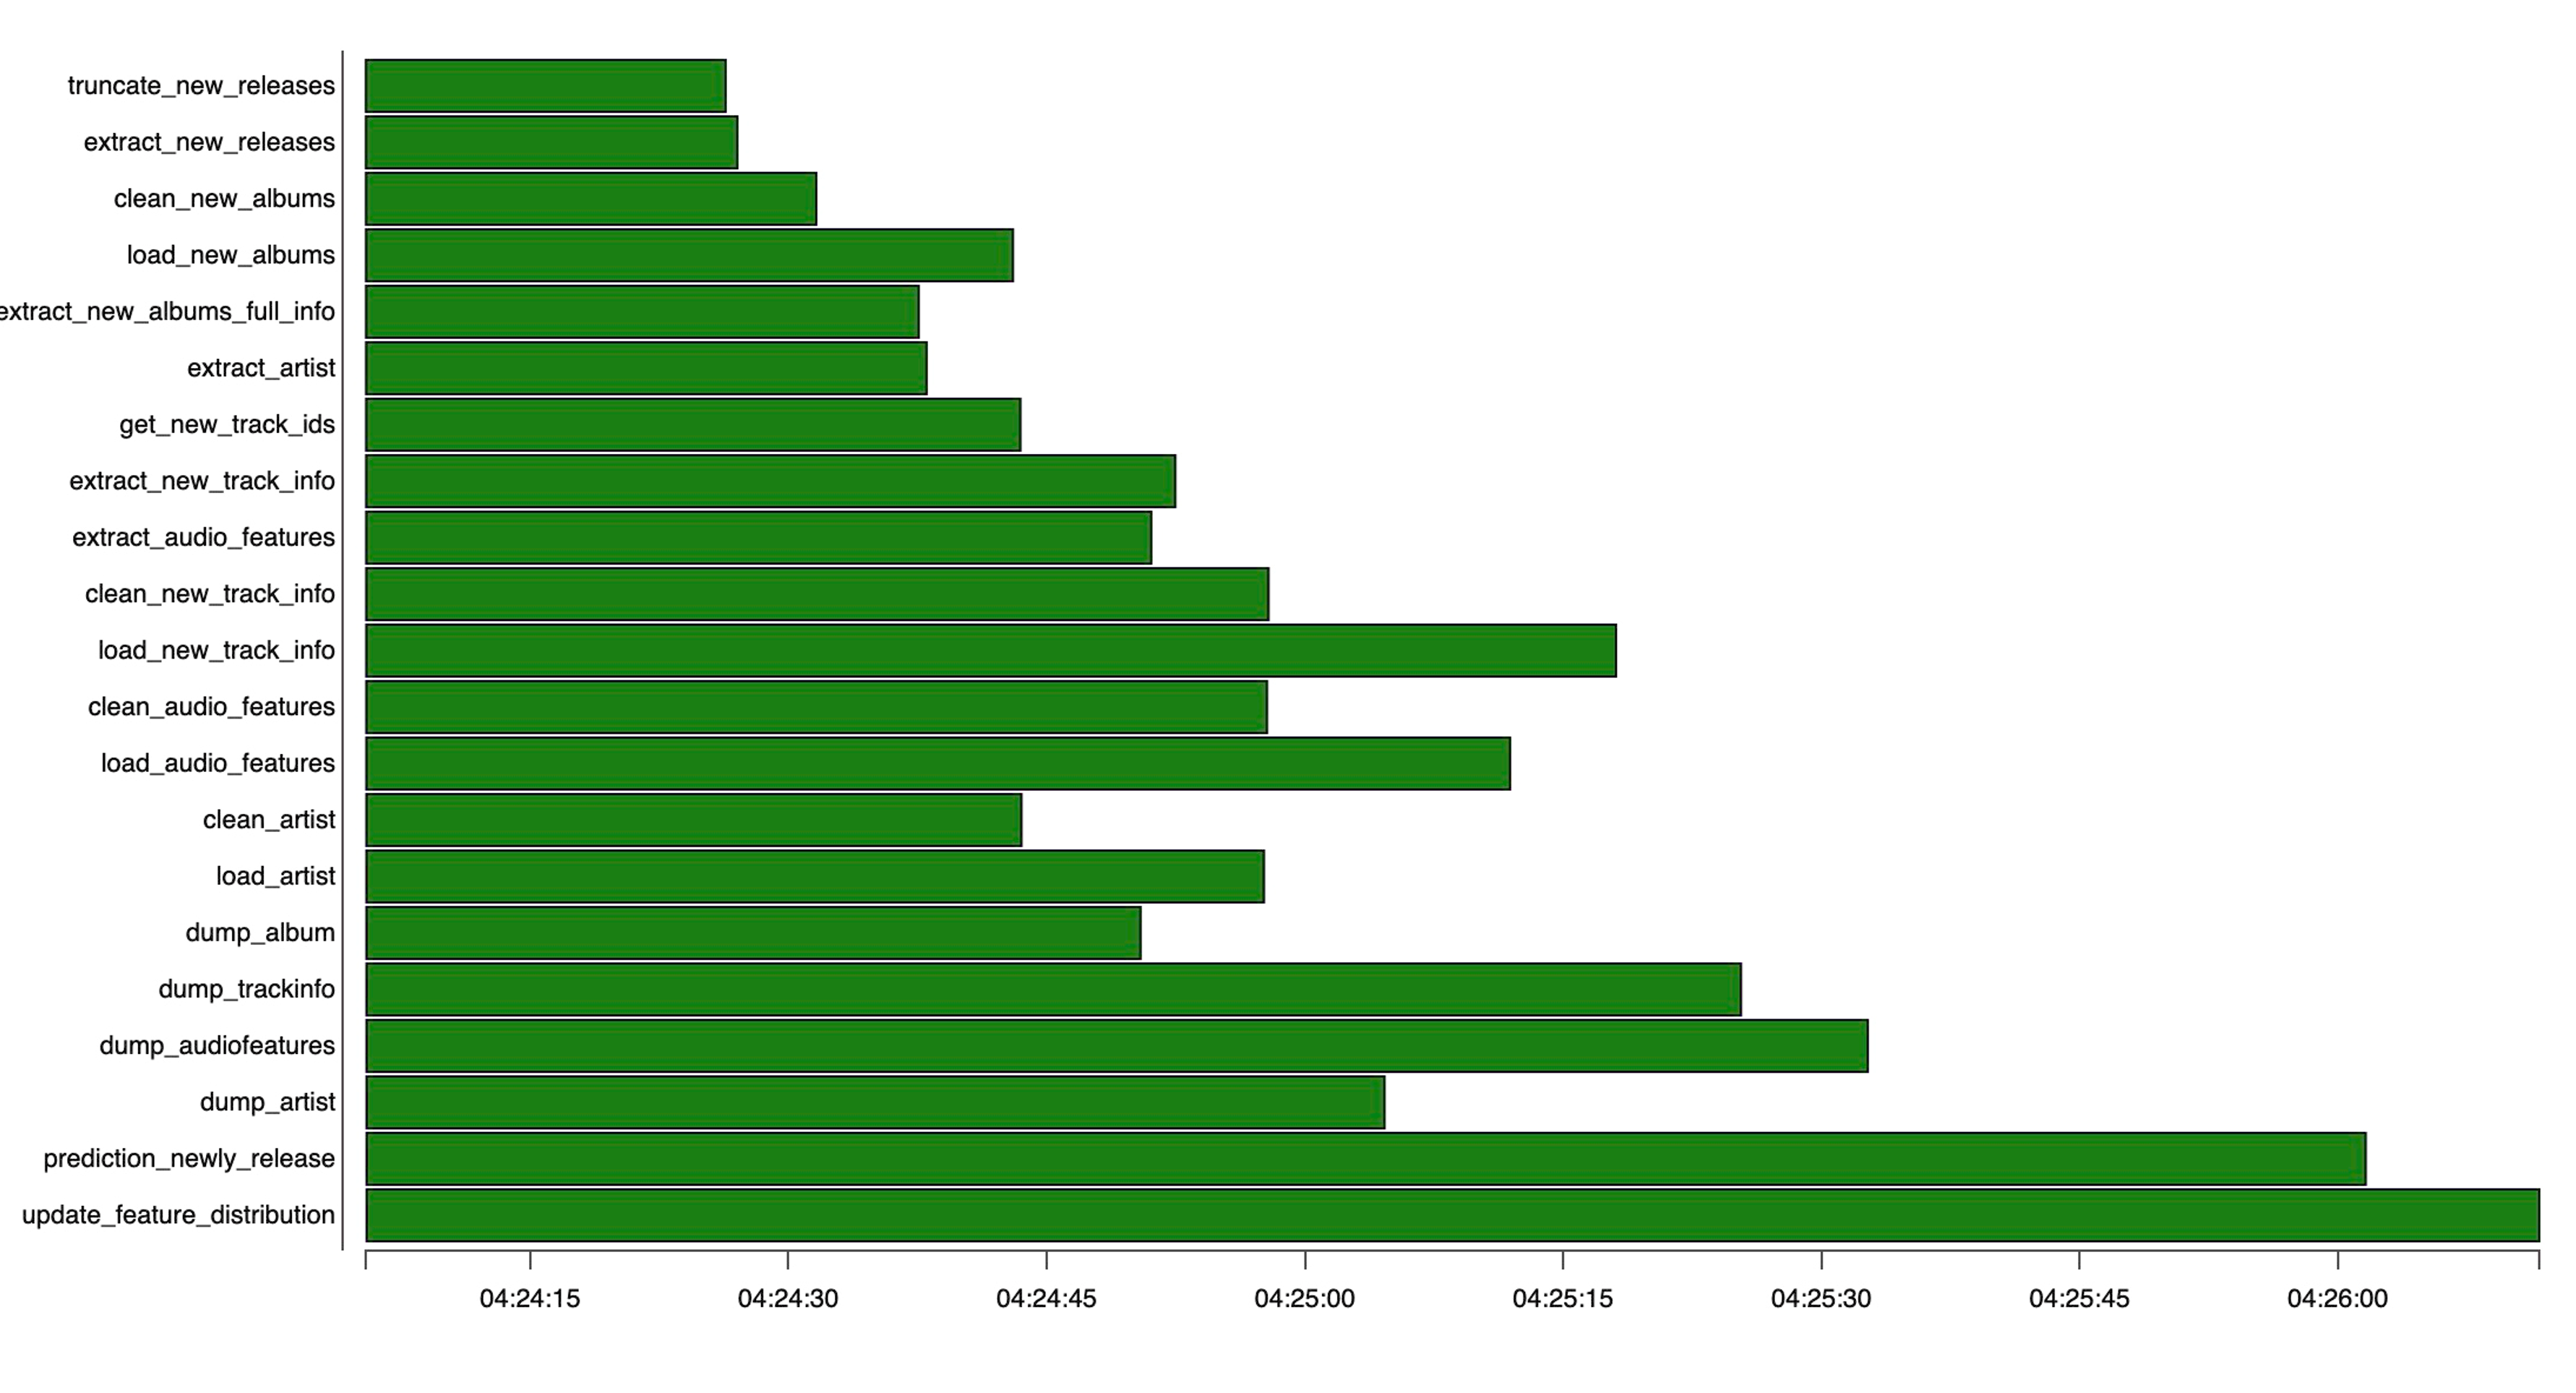 truncate_new_releases
extract_new_releases
clean_new_albums
load_new_albums
extract_new_albums_full_info
extract_artist
get_new_track_ids
extract_new_track_info
extract_audio_features
clean_new_track_info
load_new_track_info
clean_audio_features
load_audio_features
clean_artist
load_artist
dump_album
dump_trackinfo
dump_audiofeatures
dump_artist
prediction_newly_release
update_feature_distribution
04:24:15 04:24:30 04:24:45 04:25:00 04:25:15 04:25:30 04:25:45 04:26:00